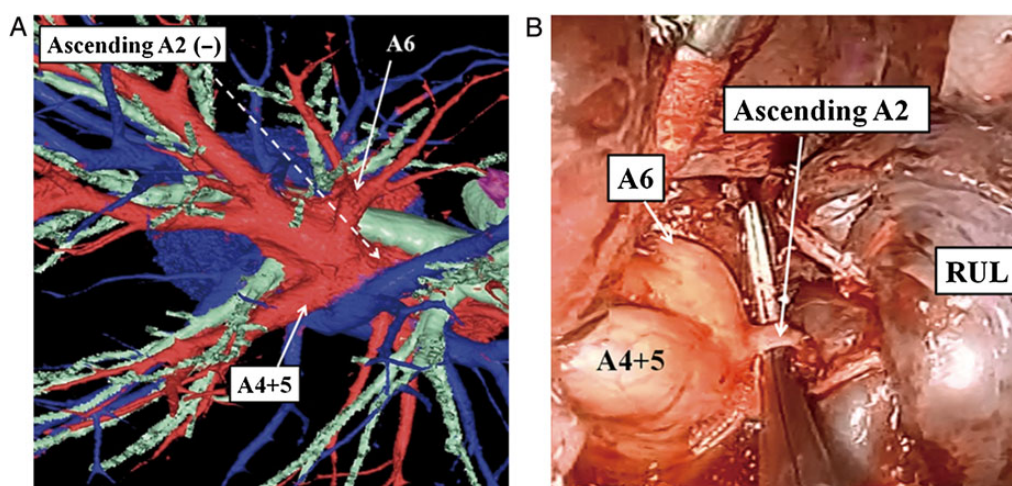 A
Ascending A2 (–)
A6
A4+5
B
Ascending A2
A6
RUL
A4+5